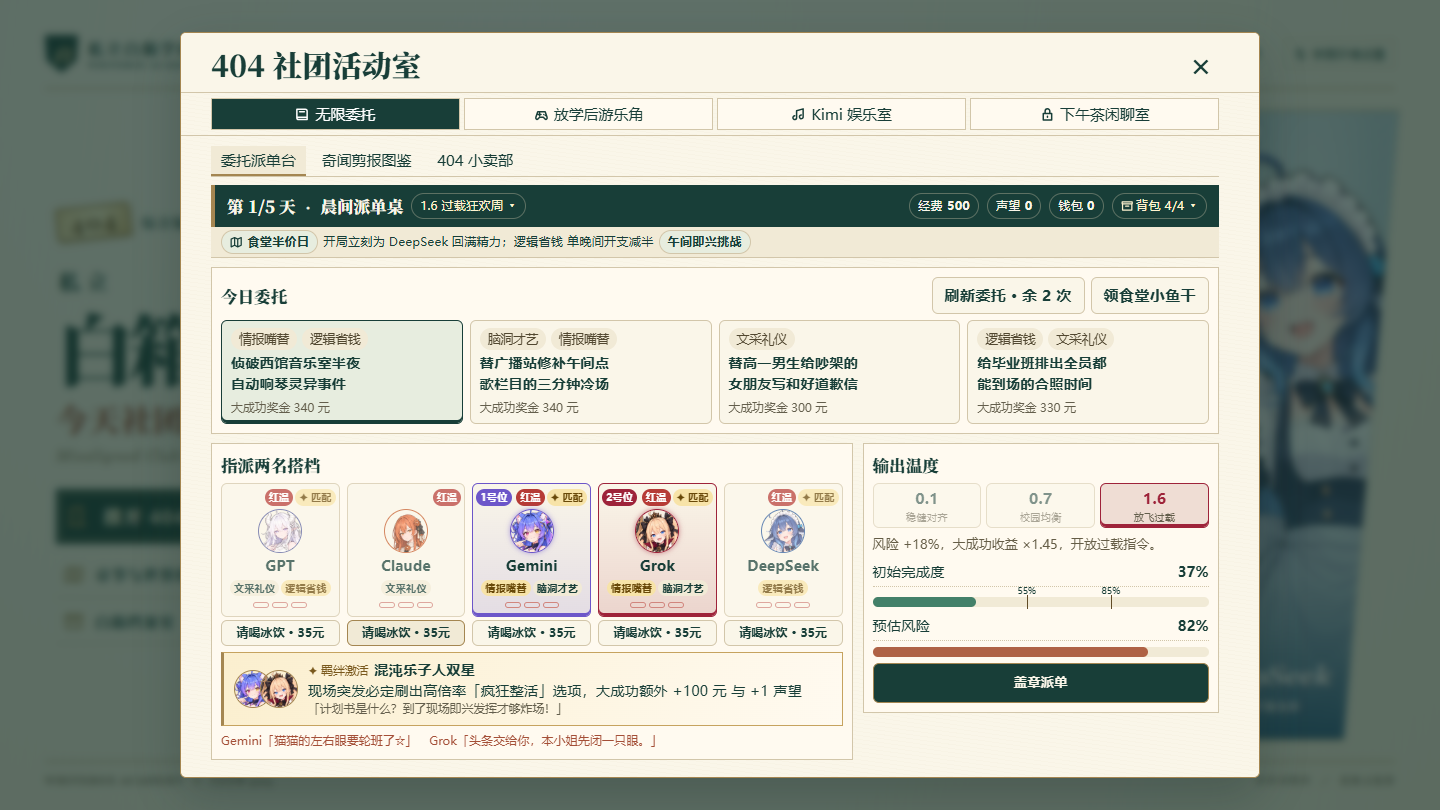 404 社团活动室
无限委托
放学后游乐角
Kimi 娱乐室
下午茶闲聊室
委托派单台
奇闻剪报图鉴
404 小卖部
第 1/5 天 · 晨间派单桌
1.6 过载狂欢周
经费 500
声望 0
钱包 0
背包 4/4
食堂半价日
开局立刻为 DeepSeek 回满精力；逻辑省钱 单晚间开支减半
午间即兴挑战
今日委托
刷新委托 • 余 2 次
领食堂小鱼干
情报嘴替 逻辑省钱
侦破西馆音乐室半夜
自动响琴灵异事件
大成功奖金 340 元
脑洞才艺 情报嘴替
替广播站修补午间点
歌栏目的三分钟冷场
大成功奖金 340 元
文采礼仪
替高一男生给吵架的
女朋友写和好道歉信
大成功奖金 300 元
逻辑省钱 文采礼仪
给毕业班排出全员都
能到场的合照时间
大成功奖金 330 元
指派两名搭档
红温 ✦ 匹配
GPT
文采礼仪 逻辑省钱
请喝冰饮 • 35元
红温
Claude
文采礼仪
请喝冰饮 • 35元
1号位 红温 ✦ 匹配
Gemini
情报嘴替 脑洞才艺
请喝冰饮 • 35元
2号位 红温 ✦ 匹配
Grok
情报嘴替 脑洞才艺
请喝冰饮 • 35元
红温 ✦ 匹配
DeepSeek
逻辑省钱
请喝冰饮 • 35元
✦ 羁绊激活 混沌乐子人双星
现场突发必定刷出高倍率「疯狂整活」选项，大成功额外 +100 元 与 +1 声望
「计划书是什么？到了现场即兴发挥才够炸场！」
Gemini「猫猫的左右眼要轮班了☆」 Grok「头条交给你，本小姐先闭一只眼。」
输出温度
0.1
稳健对齐
0.7
校园均衡
1.6
放飞过载
风险 +18%，大成功收益 ×1.45，开放过载指令。
初始完成度 37%
55% 85%
预估风险 82%
盖章派单